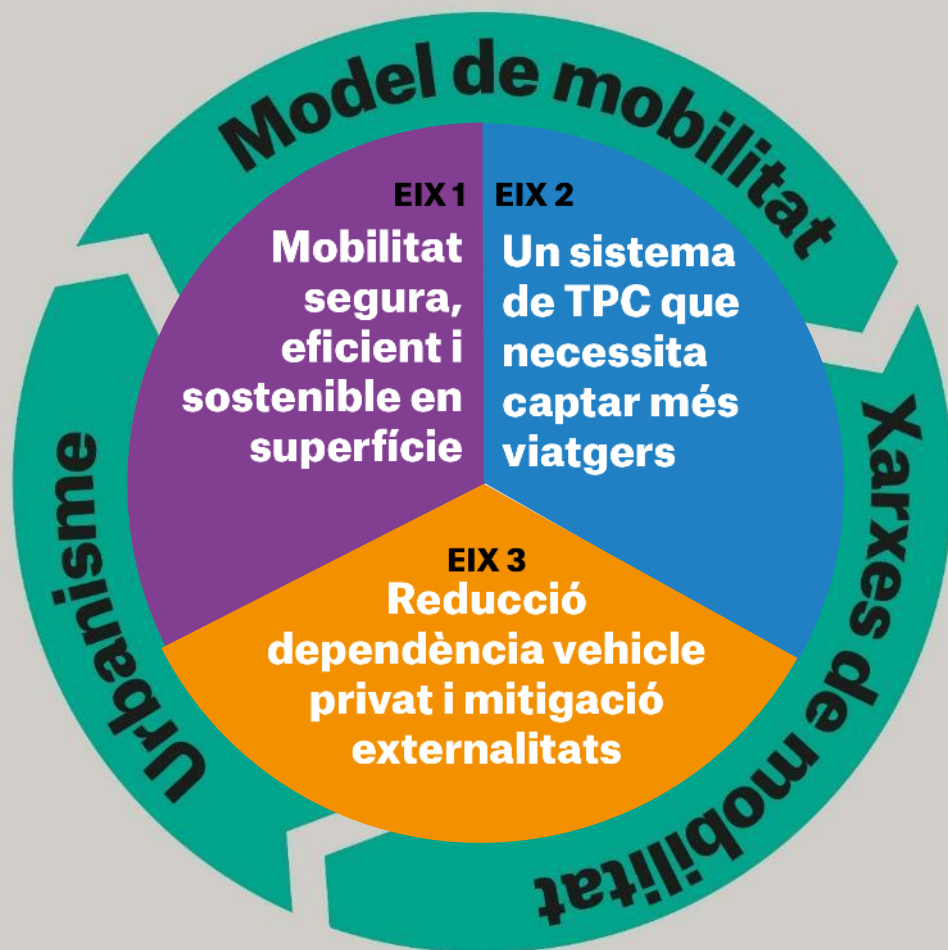 Model de mobilitat
EIX 1
Mobilitat
segura,
eficient i
sostenible en
superfície
EIX 2
Un sistema
de TPC que
necessita
captar més
viatgers
EIX 3
Reducció
dependència vehicle
privat i mitigació
externalitats
Xarxes de mobilitat
Urbanisme